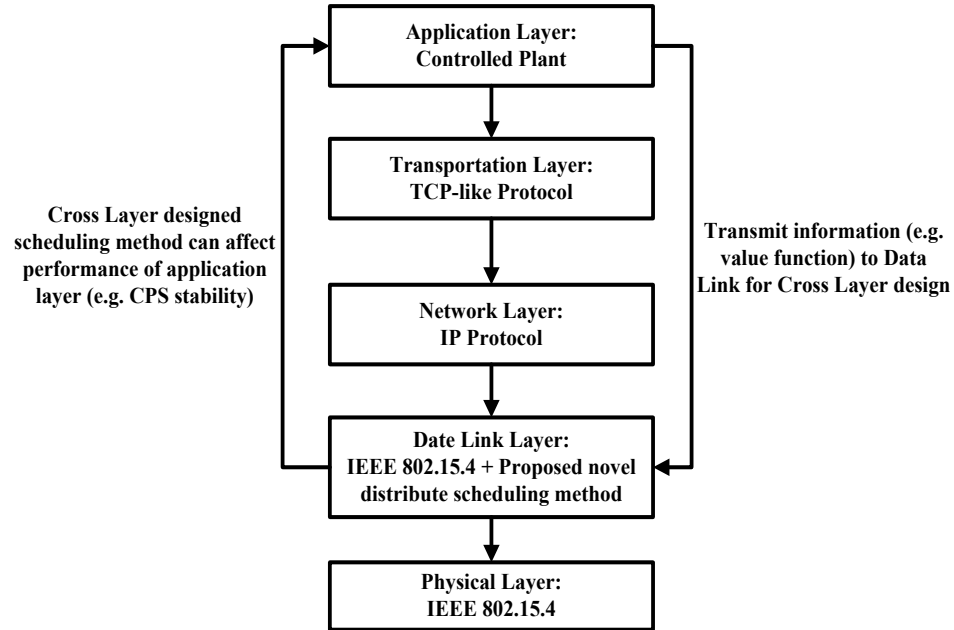 Application Layer:
Controlled Plant
Transportation Layer:
TCP-like Protocol
Cross Layer designed
scheduling method can affect
performance of application
layer (e.g. CPS stability)
Transmit information (e.g.
value function) to Data
Link for Cross Layer design
Network Layer:
IP Protocol
Date Link Layer:
IEEE 802.15.4 + Proposed novel
distribute scheduling method
Physical Layer:
IEEE 802.15.4